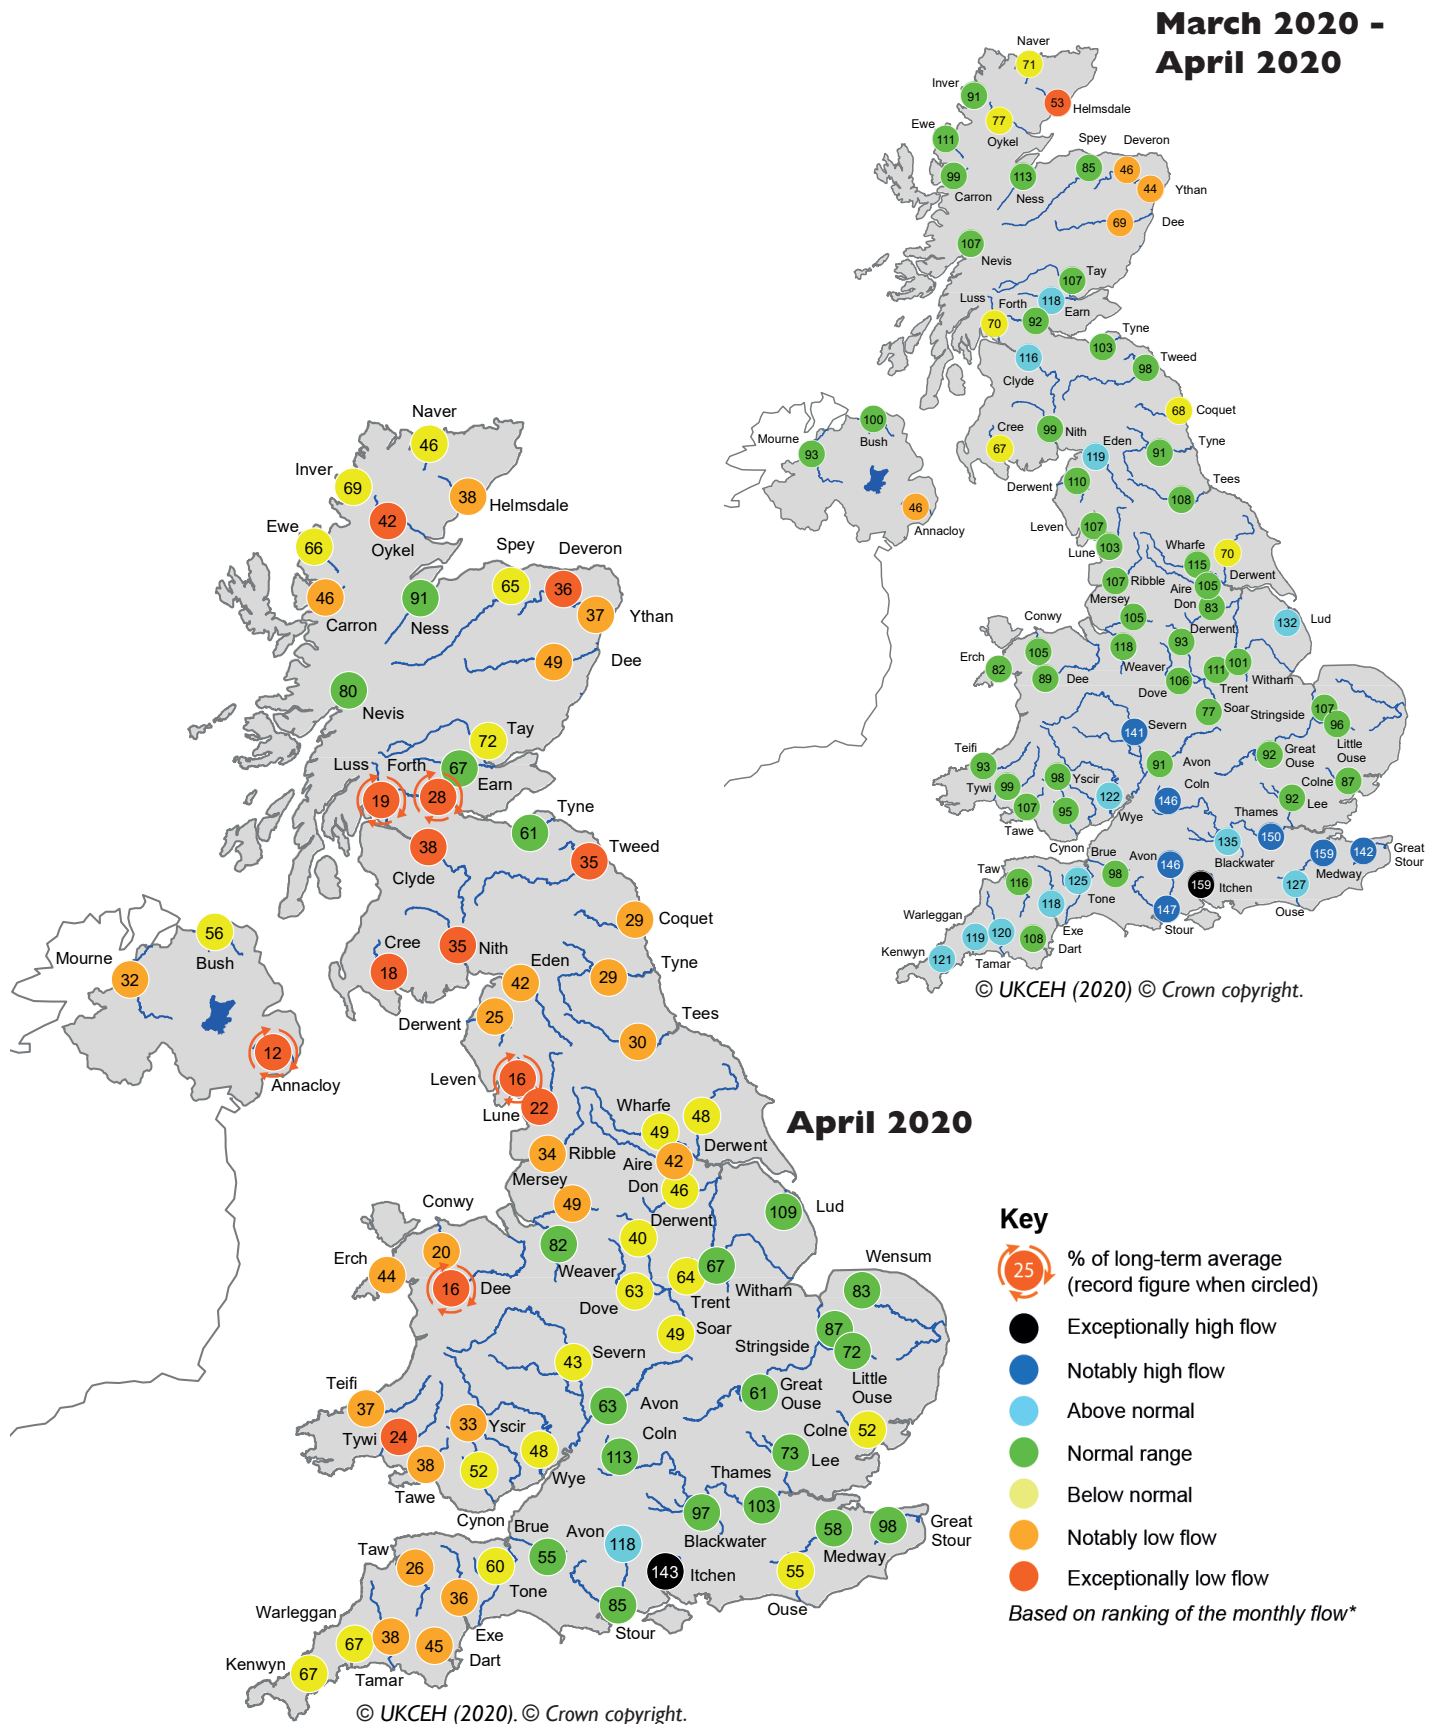 March 2020 -
April 2020
Naver
71
Inver
91
53
Helmsdale
77
Oykel
Ewe
111
Spey
Deveron
99
Carron
113
Ness
85
46
44
Ythan
69
Dee
107
Nevis
Tay
107
Luss
Forth
118
Earn
70
92
Tyne
103
116
Clyde
Tweed
98
68
Coquet
100
Bush
Mourne
93
Cree
67
99
Nith
Eden
119
Tyne
91
46
Annacloy
Derwent
110
Tees
108
Leven
107
Lune
103
Wharfe
115
70
Derwent
107
Ribble
Aire
105
Mersey
105
Don
83
132
Lud
Conwy
105
118
Weaver
Derwent
93
Erch
82
89
Dee
Dove
106
111
Trent
101
Witham
77
Soar
Stringside
107
96
Little
Ouse
141
Severn
Teifi
93
91
Avon
92
Great
Ouse
Tywi
99
98
Yscir
Coln
146
Colne
87
107
Tawe
95
Cynon
122
Wye
92
Lee
Thames
150
135
Blackwater
159
Medway
142
Great
Stour
Brue
98
Avon
146
Taw
116
125
Tone
159
Itchen
127
Ouse
118
Exe
147
Stour
Warleggan
119
120
Tamar
108
Dart
Kenwyn
121
© UKCEH (2020) © Crown copyright.
Naver
46
Inver
69
38
Helmsdale
42
Oykel
Ewe
66
Spey
65
Deveron
36
46
Carron
91
Ness
37
Ythan
49
Dee
80
Nevis
Tay
72
Luss
Forth
67
Earn
19
28
Tyne
61
38
Clyde
Tweed
35
29
Coquet
56
Bush
Mourne
32
Cree
18
35
Nith
Eden
42
Tyne
29
12
Annacloy
Derwent
25
Tees
30
Leven
16
Lune
22
Wharfe
49
48
Derwent
April 2020
34
Ribble
Aire
42
Mersey
49
Don
46
109
Lud
Conwy
20
82
Weaver
Derwent
40
Erch
44
16
Dee
Dove
63
64
Trent
67
Witham
Wensum
83
49
Soar
Stringside
87
72
Little
Ouse
43
Severn
Teifi
37
63
Avon
61
Great
Ouse
Tywi
24
33
Yscir
Coln
113
Colne
52
38
Tawe
52
Cynon
48
Wye
73
Lee
Thames
103
97
Blackwater
58
Medway
98
Great
Stour
Brue
55
Avon
118
Taw
26
60
Tone
143
Itchen
55
Ouse
36
Exe
85
Stour
Warleggan
67
38
Tamar
45
Dart
Kenwyn
67
© UKCEH (2020). © Crown copyright.
Key
25
% of long-term average
(record figure when circled)
Exceptionally high flow
Notably high flow
Above normal
Normal range
Below normal
Notably low flow
Exceptionally low flow
Based on ranking of the monthly flow*